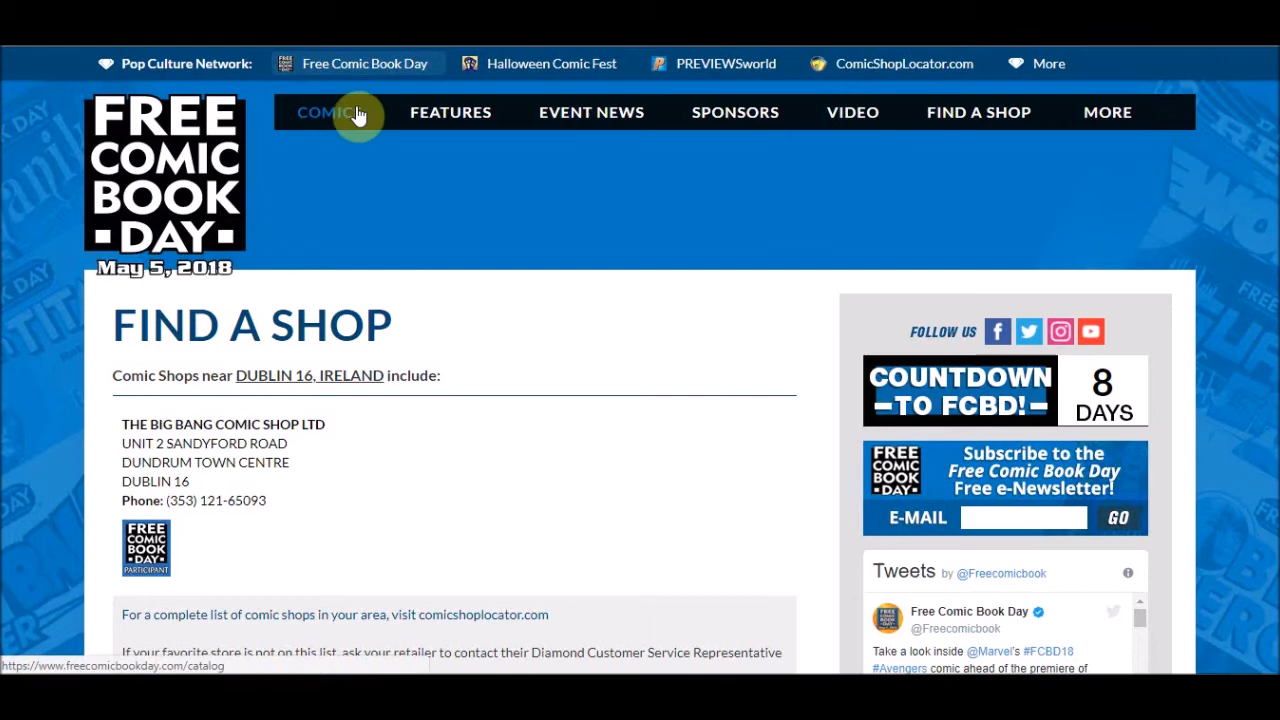 Pop Culture Network: Free Comic Book Day Halloween Comic Fest PREVIEWSworld ComicShopLocator.com More
COMIC FEATURES EVENT NEWS SPONSORS VIDEO FIND A SHOP MORE
FREE
COMIC
BOOK
DAY
May 5, 2018
FIND A SHOP
Comic Shops near DUBLIN 16, IRELAND include:
THE BIG BANG COMIC SHOP LTD
UNIT 2 SANDYFORD ROAD
DUNDRUM TOWN CENTRE
DUBLIN 16
Phone: (353) 121-65093
FREE
COMIC
BOOK
DAY
PARTICIPANT
For a complete list of comic shops in your area, visit comicshoplocator.com
If your favorite store is not on this list, ask your retailer to contact their Diamond Customer Service Representative
https://www.freecomicbookday.com/catalog
FOLLOW US
COUNTDOWN
TO FCBD!
8
DAYS
FREE
COMIC
BOOK
DAY
Subscribe to the
Free Comic Book Day
Free e-Newsletter!
E-MAIL GO
Tweets by @Freecomicbook
Free Comic Book Day
@Freecomicbook
Take a look inside @Marvel's #FCBD18
#Avengers comic ahead of the premiere of